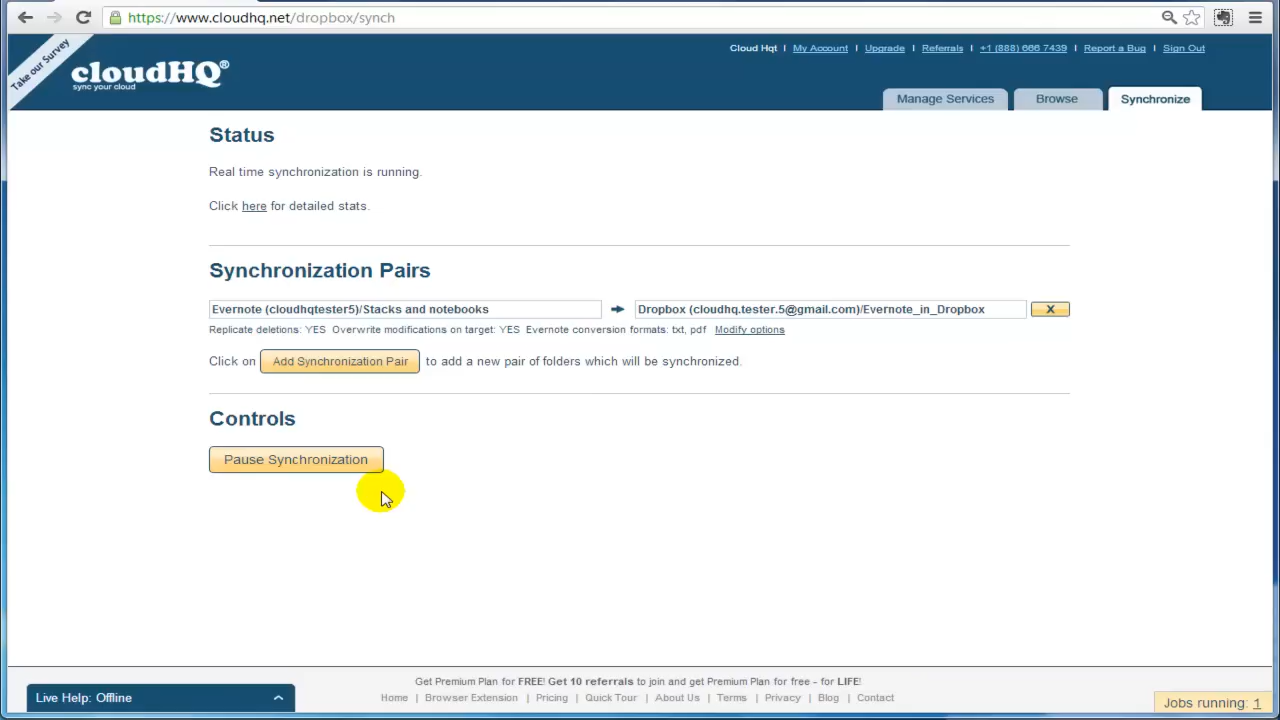 https://www.cloudhq.net/dropbox/synch
Take our Survey
cloudHQ®
sync your cloud
Cloud Hqt | My Account | Upgrade | Referrals | +1 (888) 666 7439 | Report a Bug | Sign Out
Manage Services Browse Synchronize
Status
Real time synchronization is running.
Click here for detailed stats.
Synchronization Pairs
Evernote (cloudhqtester5)/Stacks and notebooks Dropbox (cloudhq.tester.5@gmail.com)/Evernote_in_Dropbox X
Replicate deletions: YES Overwrite modifications on target: YES Evernote conversion formats: txt, pdf Modify options
Click on Add Synchronization Pair to add a new pair of folders which will be synchronized.
Controls
Pause Synchronization
Get Premium Plan for FREE! Get 10 referrals to join and get Premium Plan for free - for LIFE!
Home | Browser Extension | Pricing | Quick Tour | About Us | Terms | Privacy | Blog | Contact
Live Help: Offline
Jobs running: 1